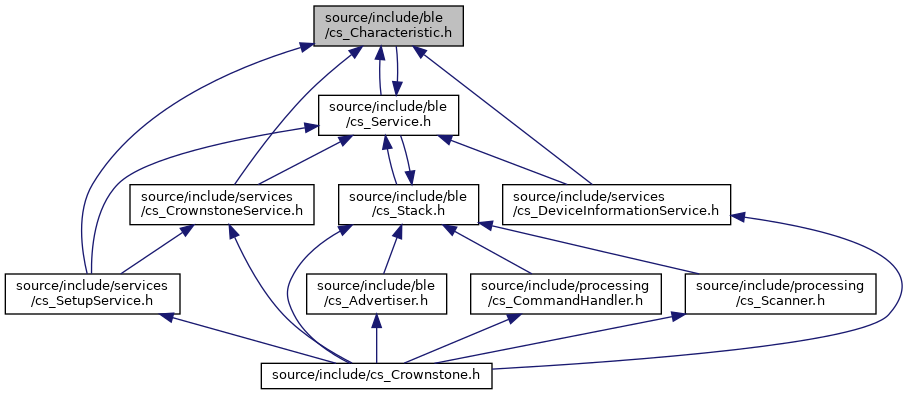 source/include/ble
/cs_Characteristic.h
source/include/ble
/cs_Service.h
source/include/services
/cs_CrownstoneService.h
source/include/ble
/cs_Stack.h
source/include/services
/cs_DeviceInformationService.h
source/include/services
/cs_SetupService.h
source/include/ble
/cs_Advertiser.h
source/include/processing
/cs_CommandHandler.h
source/include/processing
/cs_Scanner.h
source/include/cs_Crownstone.h